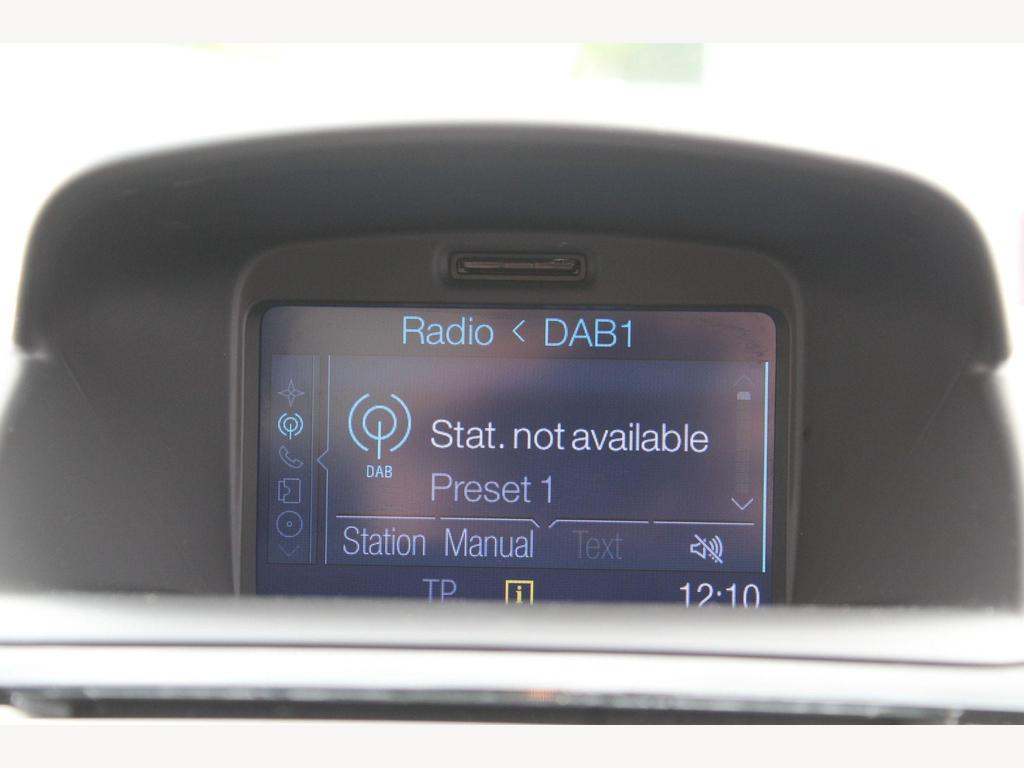 Radio < DAB1
DAB
Stat. not available
Preset 1
Station Manual Text
TP i 12:10